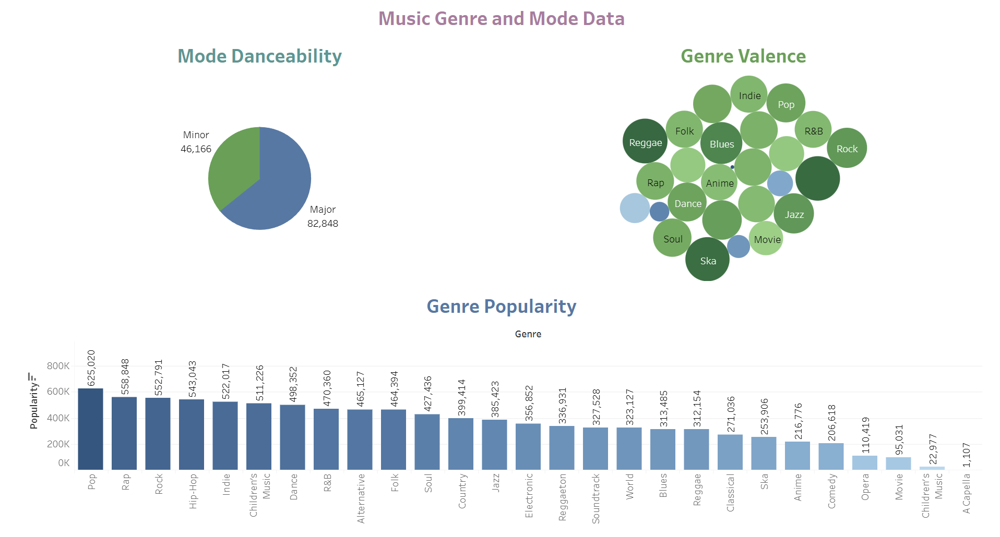 Music Genre and Mode Data
Mode Danceability
Minor
46,166
Major
82,848
Genre Valence
Indie
Pop
Folk
R&B
Reggae
Blues
Rock
Rap
Anime
Dance
Jazz
Soul
Movie
Ska
Genre Popularity
Genre
Popularity
800K
600K
400K
200K
0K
625,020
558,848
552,791
543,043
522,017
511,226
498,352
470,360
465,127
464,394
427,436
399,414
385,423
356,852
336,931
327,528
323,127
313,485
312,154
271,036
253,906
216,776
206,618
110,419
95,031
22,977
1,107
Pop
Rap
Rock
Hip-Hop
Indie
Children's
Music
Dance
R&B
Alternative
Folk
Soul
Country
Jazz
Electronic
Reggaeton
Soundtrack
World
Blues
Reggae
Classical
Ska
Anime
Comedy
Opera
Movie
Children's
Music
A Capella